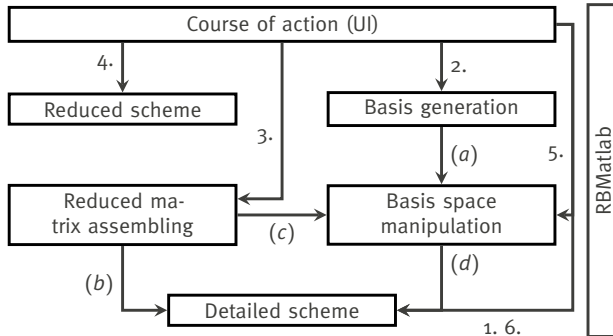 Course of action (UI)
4.
2.
Reduced scheme
Basis generation
3.
(a)
5.
Reduced ma-
trix assembling
(c)
Basis space
manipulation
(b)
(d)
Detailed scheme
1. 6.
RBMatlab